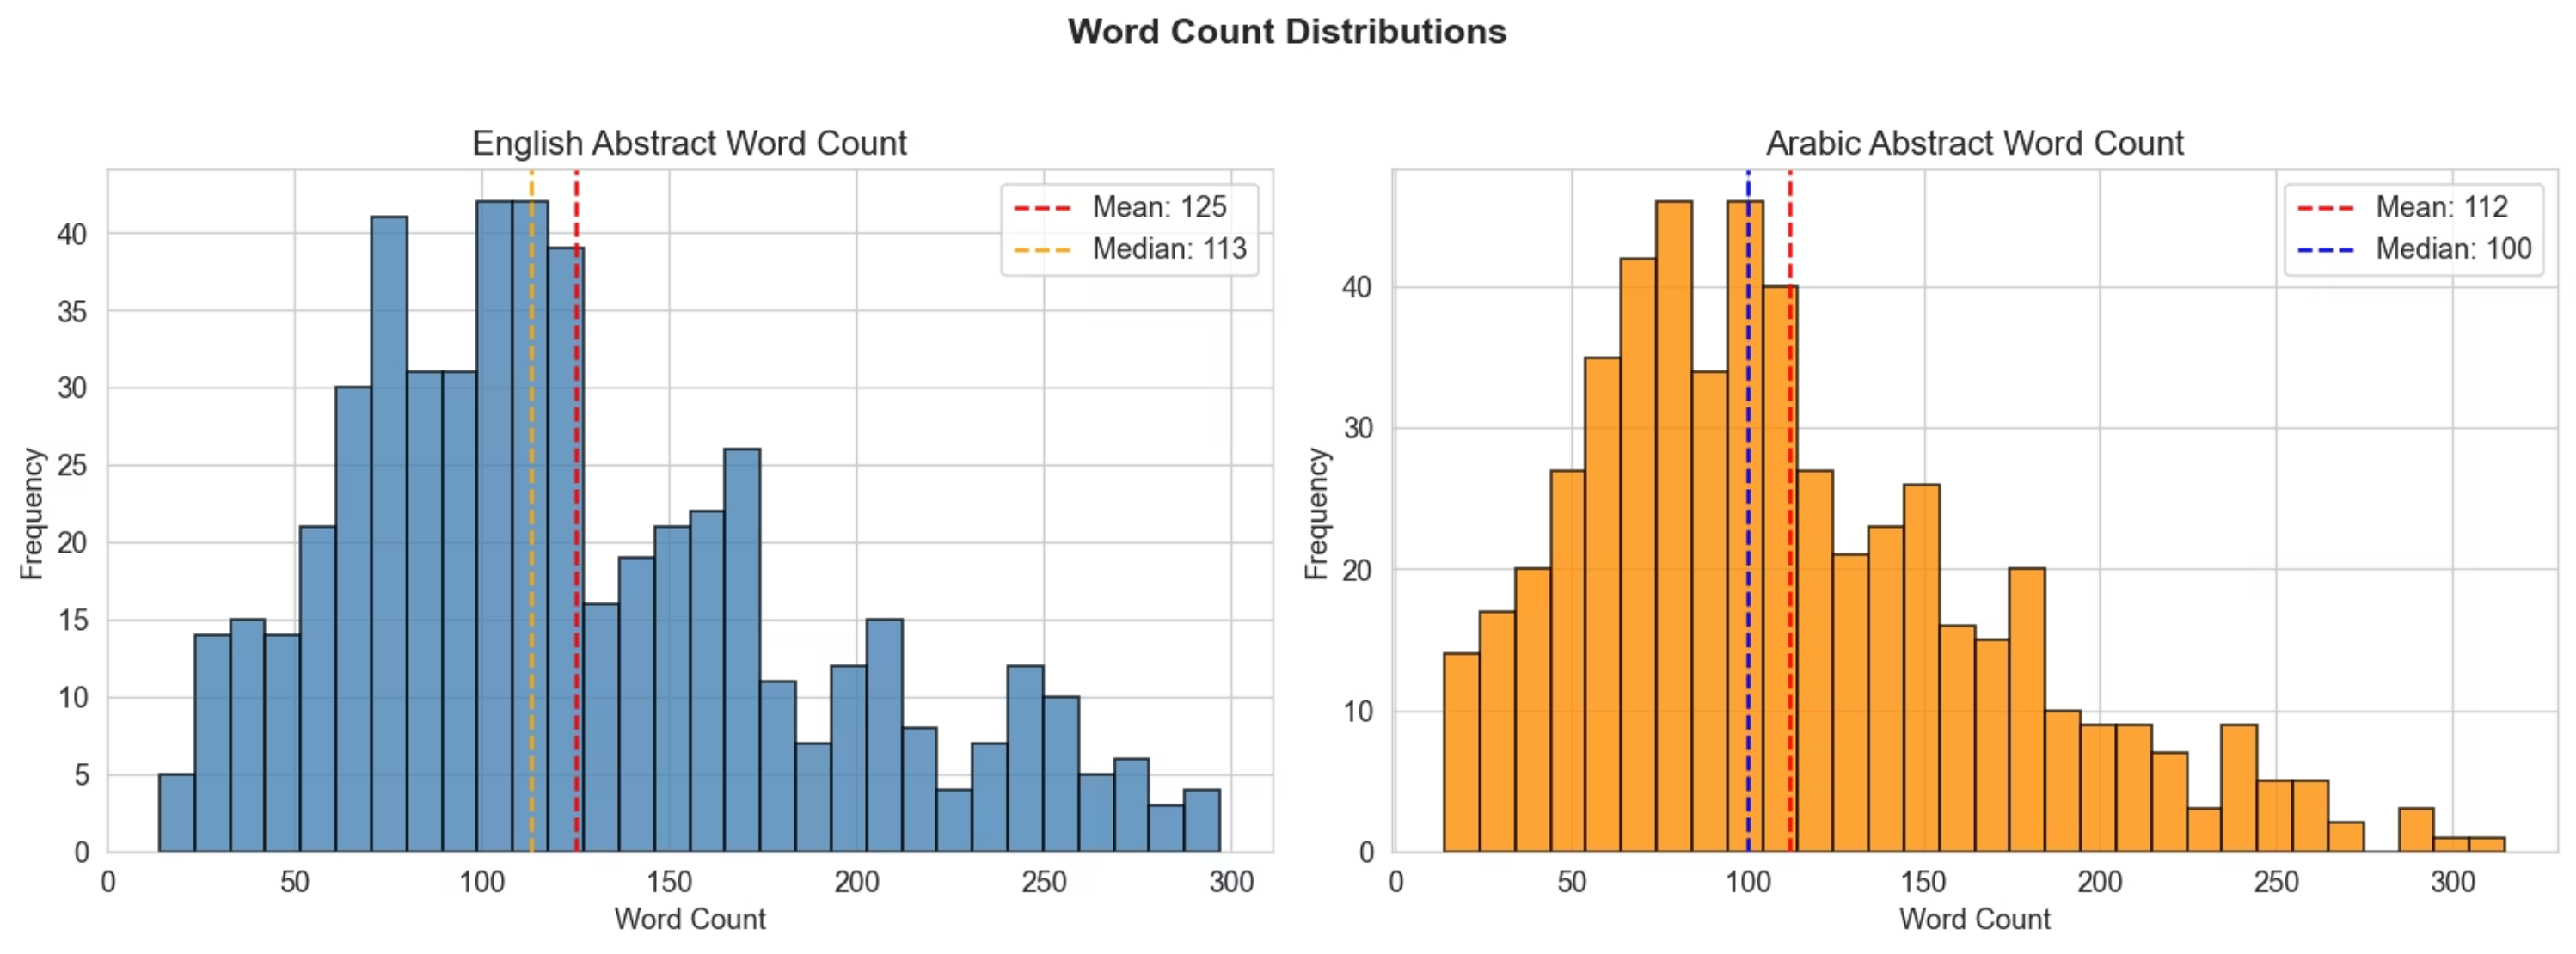 Word Count Distributions
English Abstract Word Count
Mean: 125
Median: 113
Frequency
40
35
30
25
20
15
10
5
0
0 50 100 150 200 250 300
Word Count
Arabic Abstract Word Count
Mean: 112
Median: 100
Frequency
40
30
20
10
0
0 50 100 150 200 250 300
Word Count